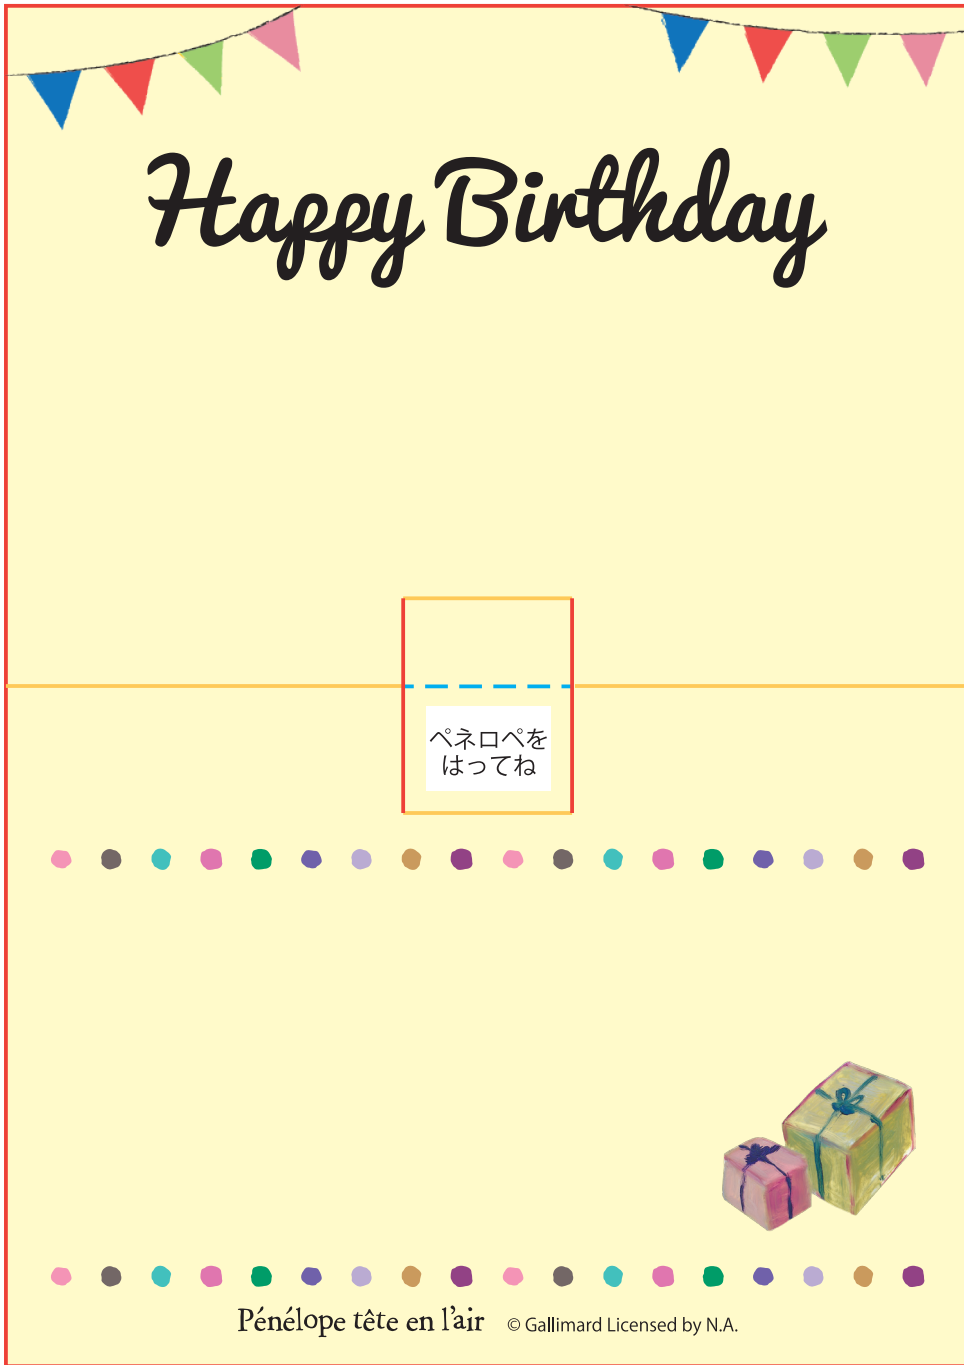 Happy Birthday
ペネロペを
はってね
Pénélope tête en l'air © Gallimard Licensed by N.A.